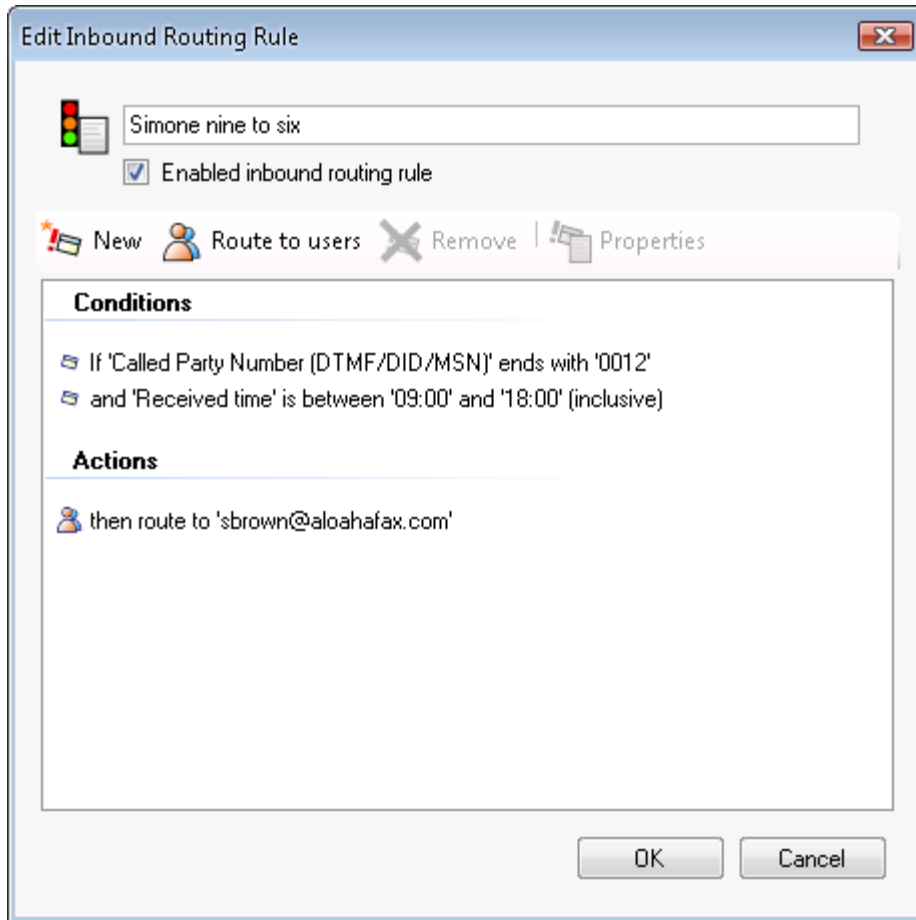 Edit Inbound Routing Rule
Simone nine to six
Enabled inbound routing rule
New Route to users Remove Properties
Conditions
If 'Called Party Number (DTMF/DID/MSN)' ends with '0012'
and 'Received time' is between '09:00' and '18:00' (inclusive)
Actions
then route to 'sbrown@aloahafax.com'
OK Cancel